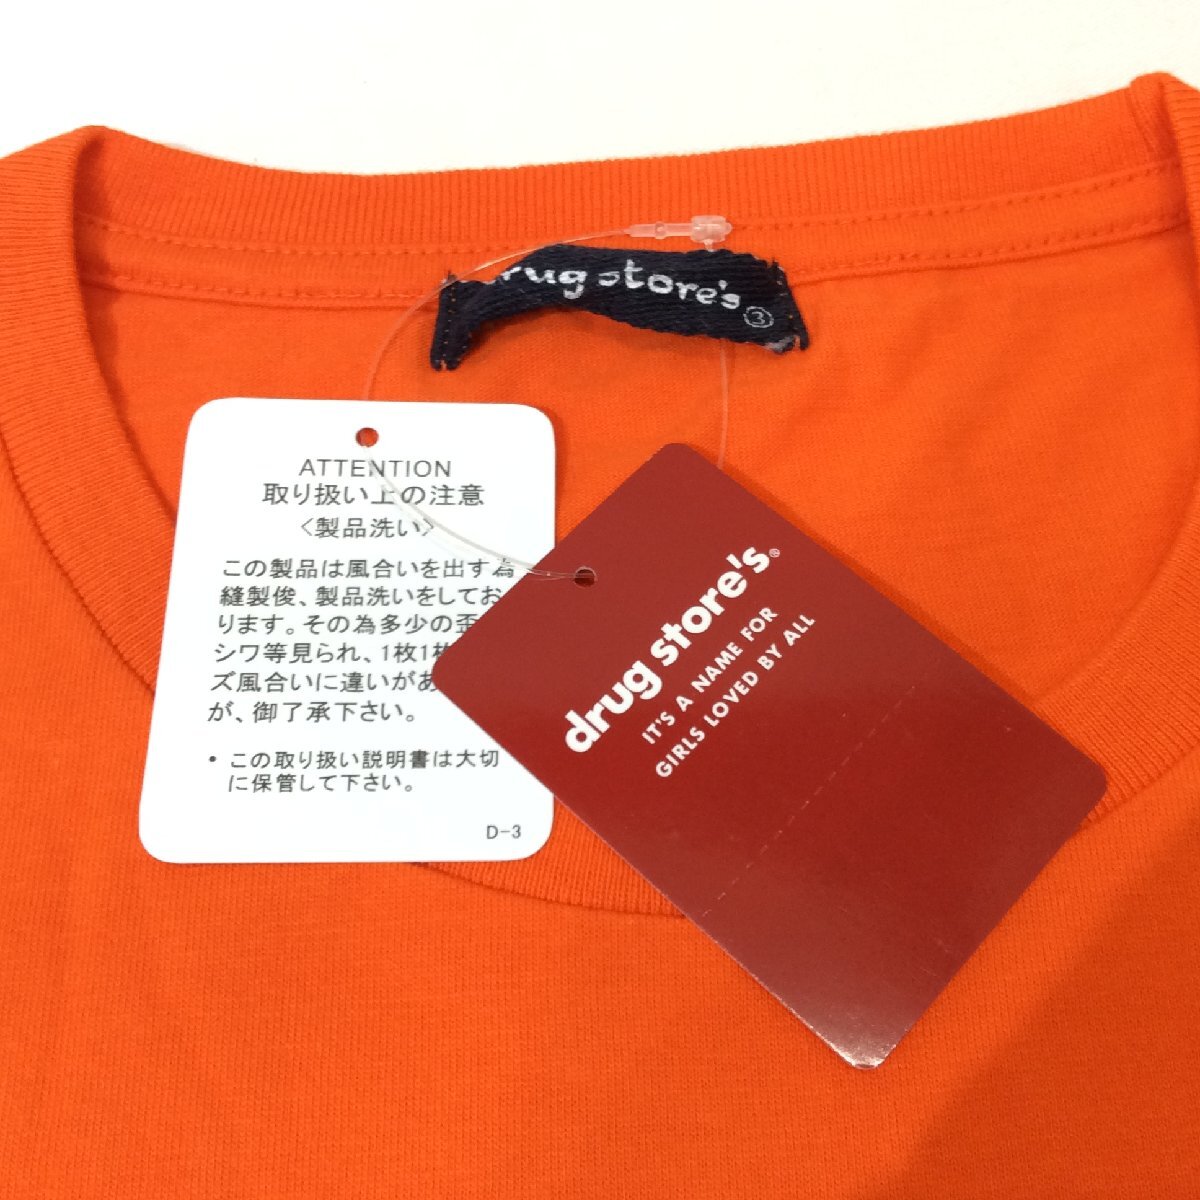 drug store's
③
ATTENTION
取り扱い上の注意
〈製品洗い〉
この製品は風合いを出す為
縫製俊、製品洗いをしてお
ります。その為多少の歪
シワ等見られ、1枚1枚
ズ風合いに違いがあ
が、御了承下さい。
・この取り扱い説明書は大切
に保管して下さい。
D-3
drug store's®
IT'S A NAME FOR
GIRLS LOVED BY ALL